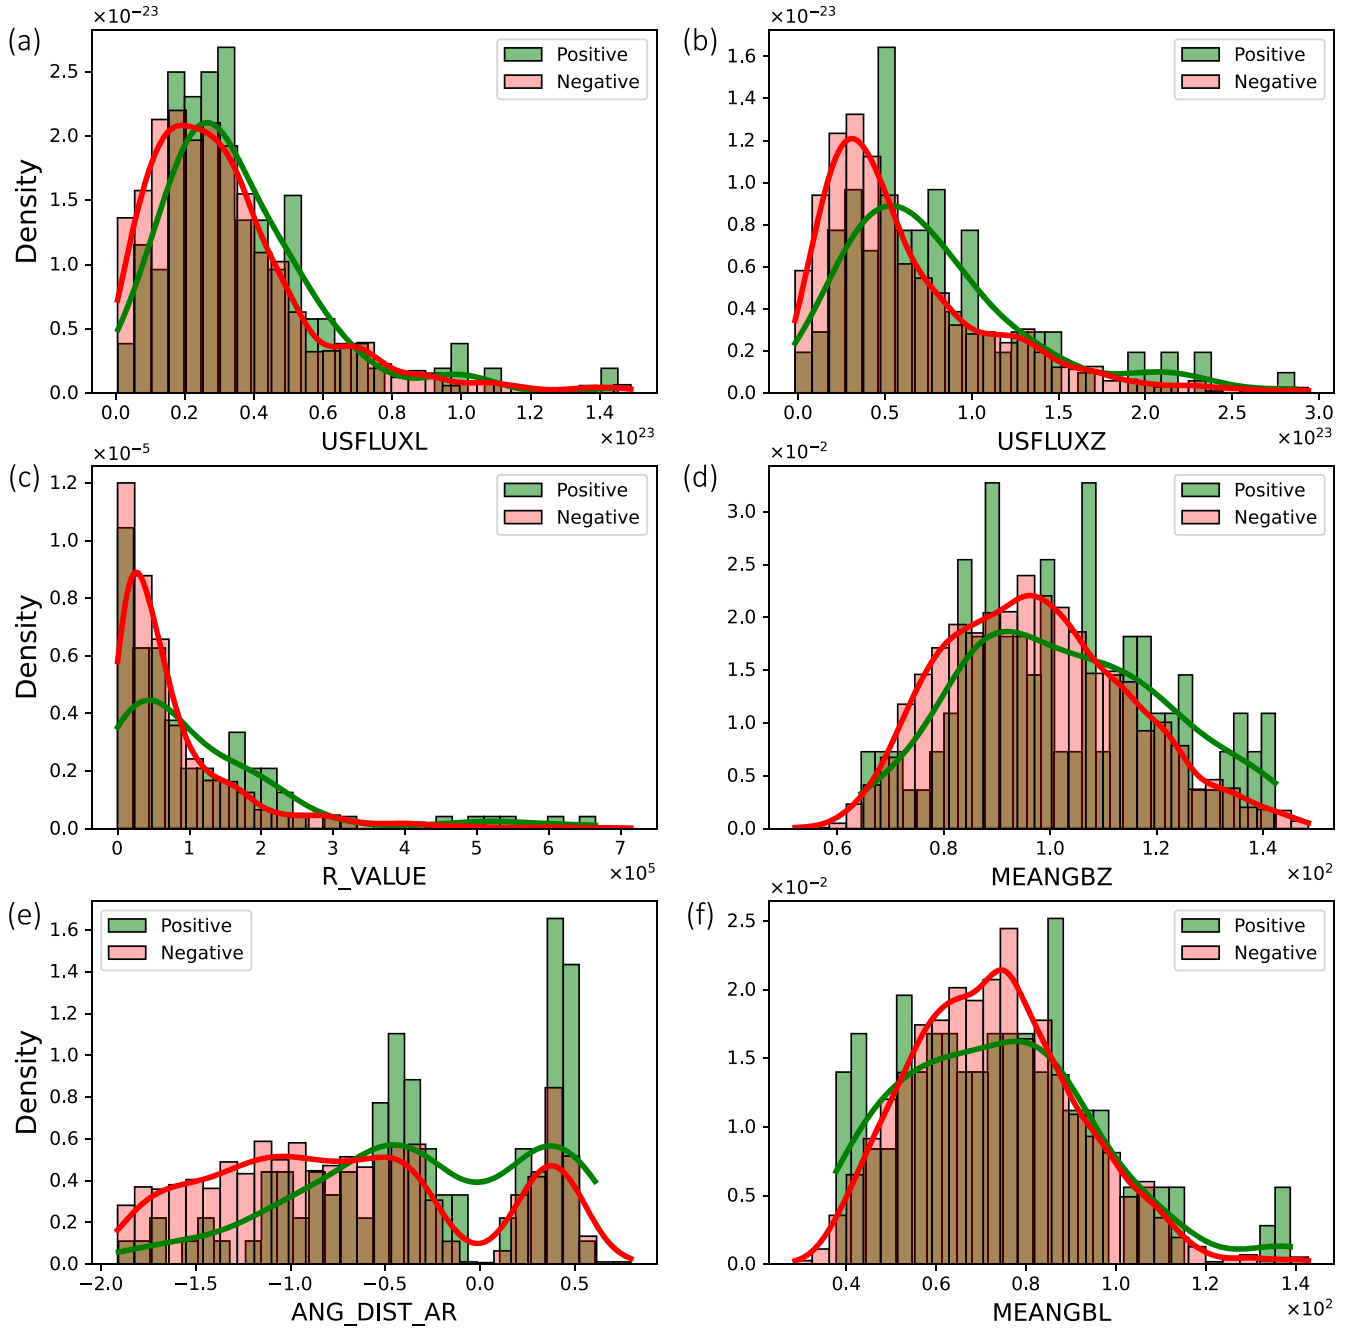 (a)
×10⁻²³
Positive
Negative
2.5
2.0
1.5
1.0
0.5
0.0
Density
0.0 0.2 0.4 0.6 0.8 1.0 1.2 1.4
USFLUXL
×10²³
(b)
×10⁻²³
Positive
Negative
1.6
1.4
1.2
1.0
0.8
0.6
0.4
0.2
0.0
0.0 0.5 1.0 1.5 2.0 2.5 3.0
USFLUXZ
×10²³
(c)
×10⁻⁵
Positive
Negative
1.2
1.0
0.8
0.6
0.4
0.2
0.0
Density
0 1 2 3 4 5 6 7
R_VALUE
×10⁵
(d)
×10⁻²
Positive
Negative
3.0
2.5
2.0
1.5
1.0
0.5
0.0
0.6 0.8 1.0 1.2 1.4
MEANGBZ
×10²
(e)
Positive
Negative
1.6
1.4
1.2
1.0
0.8
0.6
0.4
0.2
0.0
Density
−2.0 −1.5 −1.0 −0.5 0.0 0.5
ANG_DIST_AR
(f)
×10⁻²
Positive
Negative
2.5
2.0
1.5
1.0
0.5
0.0
0.4 0.6 0.8 1.0 1.2 1.4
MEANGBL
×10²